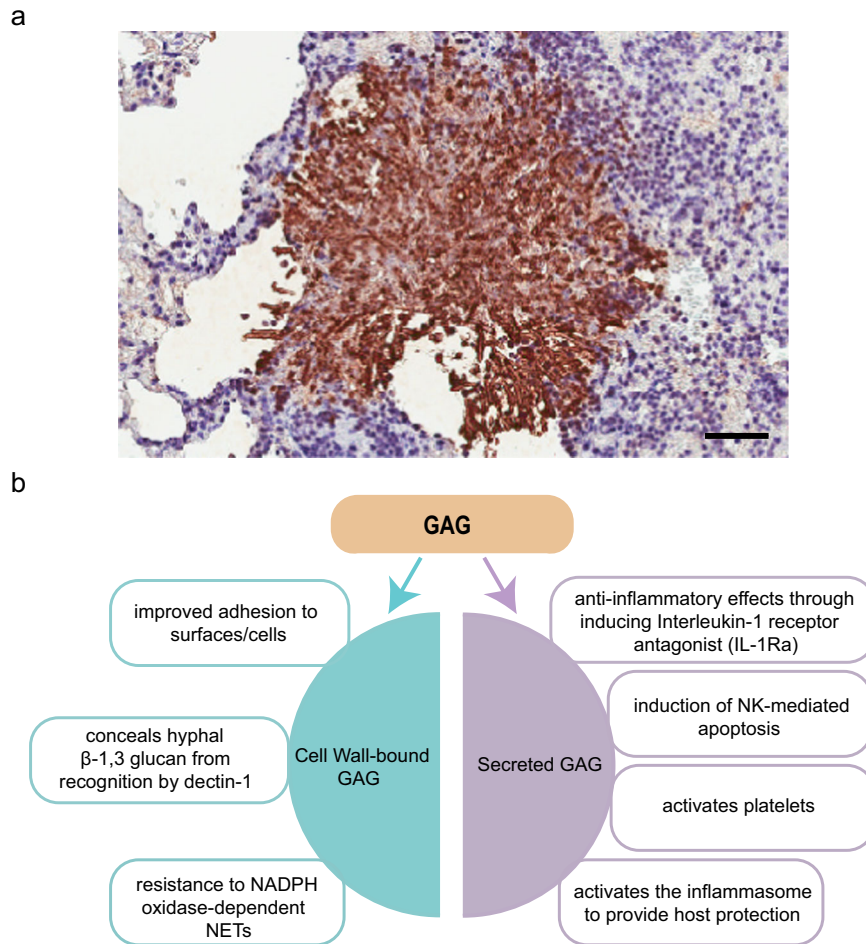 a
b
GAG
improved adhesion to
surfaces/cells
conceals hyphal
β-1,3 glucan from
recognition by dectin-1
resistance to NADPH
oxidase-dependent
NETs
Cell Wall-bound
GAG
Secreted GAG
anti-inflammatory effects through
inducing Interleukin-1 receptor
antagonist (IL-1Ra)
induction of NK-mediated
apoptosis
activates platelets
activates the inflammasome
to provide host protection